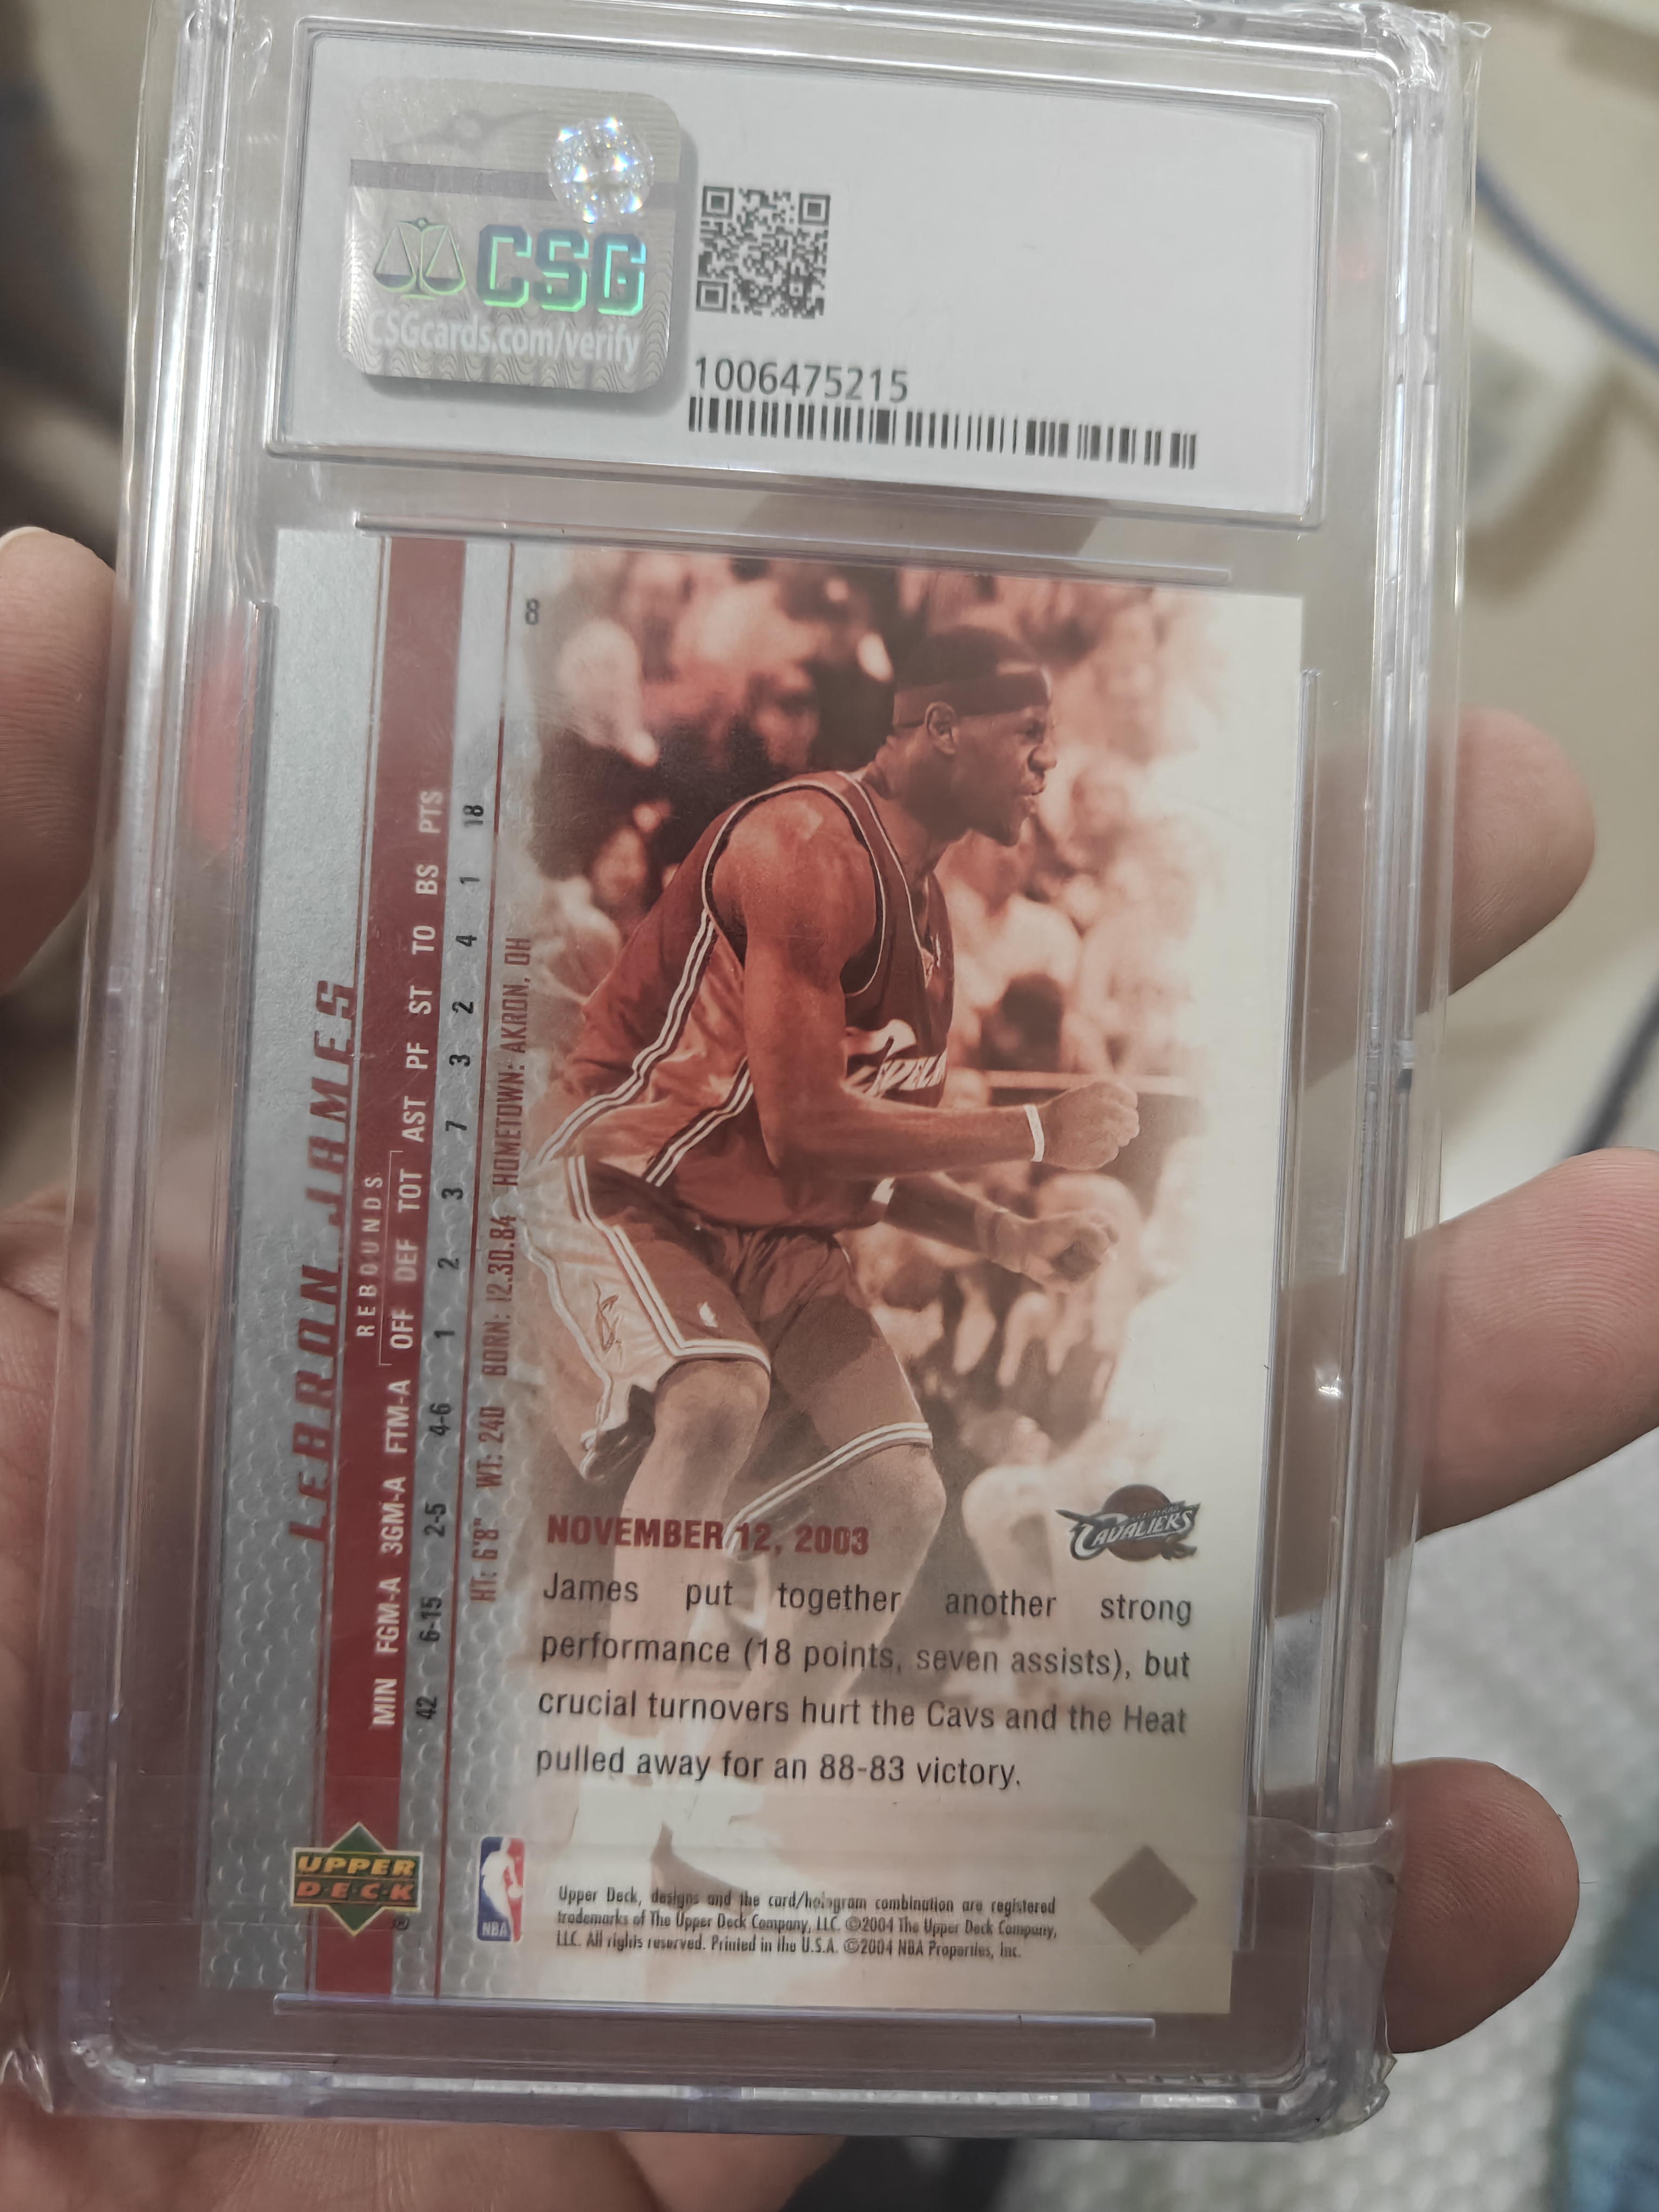 CSG
CSGcards.com/verify
1006475215
8
LEBRON JAMES
REBOUNDS
MIN FGM-A 3GM-A FTM-A OFF DEF TOT AST PF ST TO BS PTS
42 6-15 2-5 4-6 1 2 3 7 3 2 4 1 18
HT: 6'8" WT: 240 BORN: 12.30.84 HOMETOWN: AKRON, OH
NOVEMBER 12, 2003
CAVALIERS
James put together another strong
performance (18 points, seven assists), but
crucial turnovers hurt the Cavs and the Heat
pulled away for an 88-83 victory.
UPPER
DECK
®
NBA
Upper Deck, designs and the card/hologram combination are registered
trademarks of The Upper Deck Company, LLC. ©2004 The Upper Deck Company,
LLC. All rights reserved. Printed in the U.S.A. ©2004 NBA Properties, Inc.